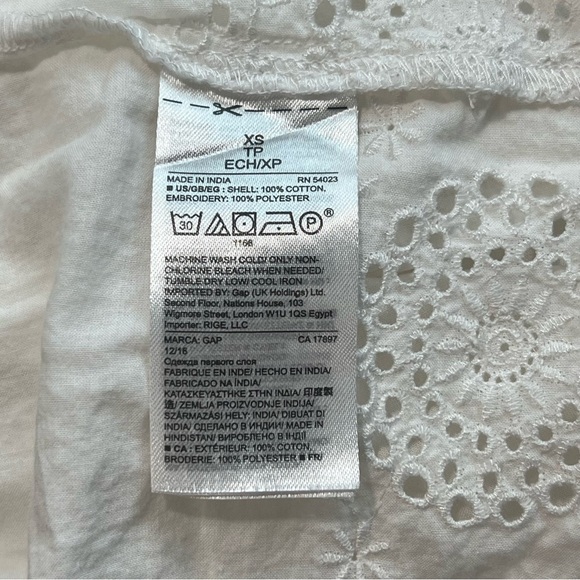 XS
TP
ECH/XP
MADE IN INDIA RN 54023
■ US/GB/EG : SHELL: 100% COTTON.
EMBROIDERY: 100% POLYESTER
30 P®
1166
MACHINE WASH COLD/ ONLY NON-
CHLORINE BLEACH WHEN NEEDED/
TUMBLE DRY LOW/ COOL IRON
IMPORTED BY: Gap (UK Holdings) Ltd.
Second Floor, Nations House, 103
Wigmore Street, London W1U 1QS Egypt
Importer: RIGE, LLC
MARCA: GAP CA 17897
12/16
Одежда первого слоя
FABRIQUE EN INDE/ HECHO EN INDIA/
FABRICADO NA ÍNDIA/
ΚΑΤΑΣΚΕΥΑΣΤΗΚΕ ΣΤΗΝ ΙΝΔΙΑ/ 印度製
造/ ZEMLJA PROIZVODNJE INDIJA/
SZÁRMAZÁSI HELY; INDIA/ DIBUAT DI
INDIA/ СДЕЛАНО В ИНДИИ/ MADE IN
HINDISTAN/ ВИРОБЛЕНО В ІНДІЇ
■ CA : EXTÉRIEUR: 100% COTON.
BRODERIE: 100% POLYESTER ■ FR/